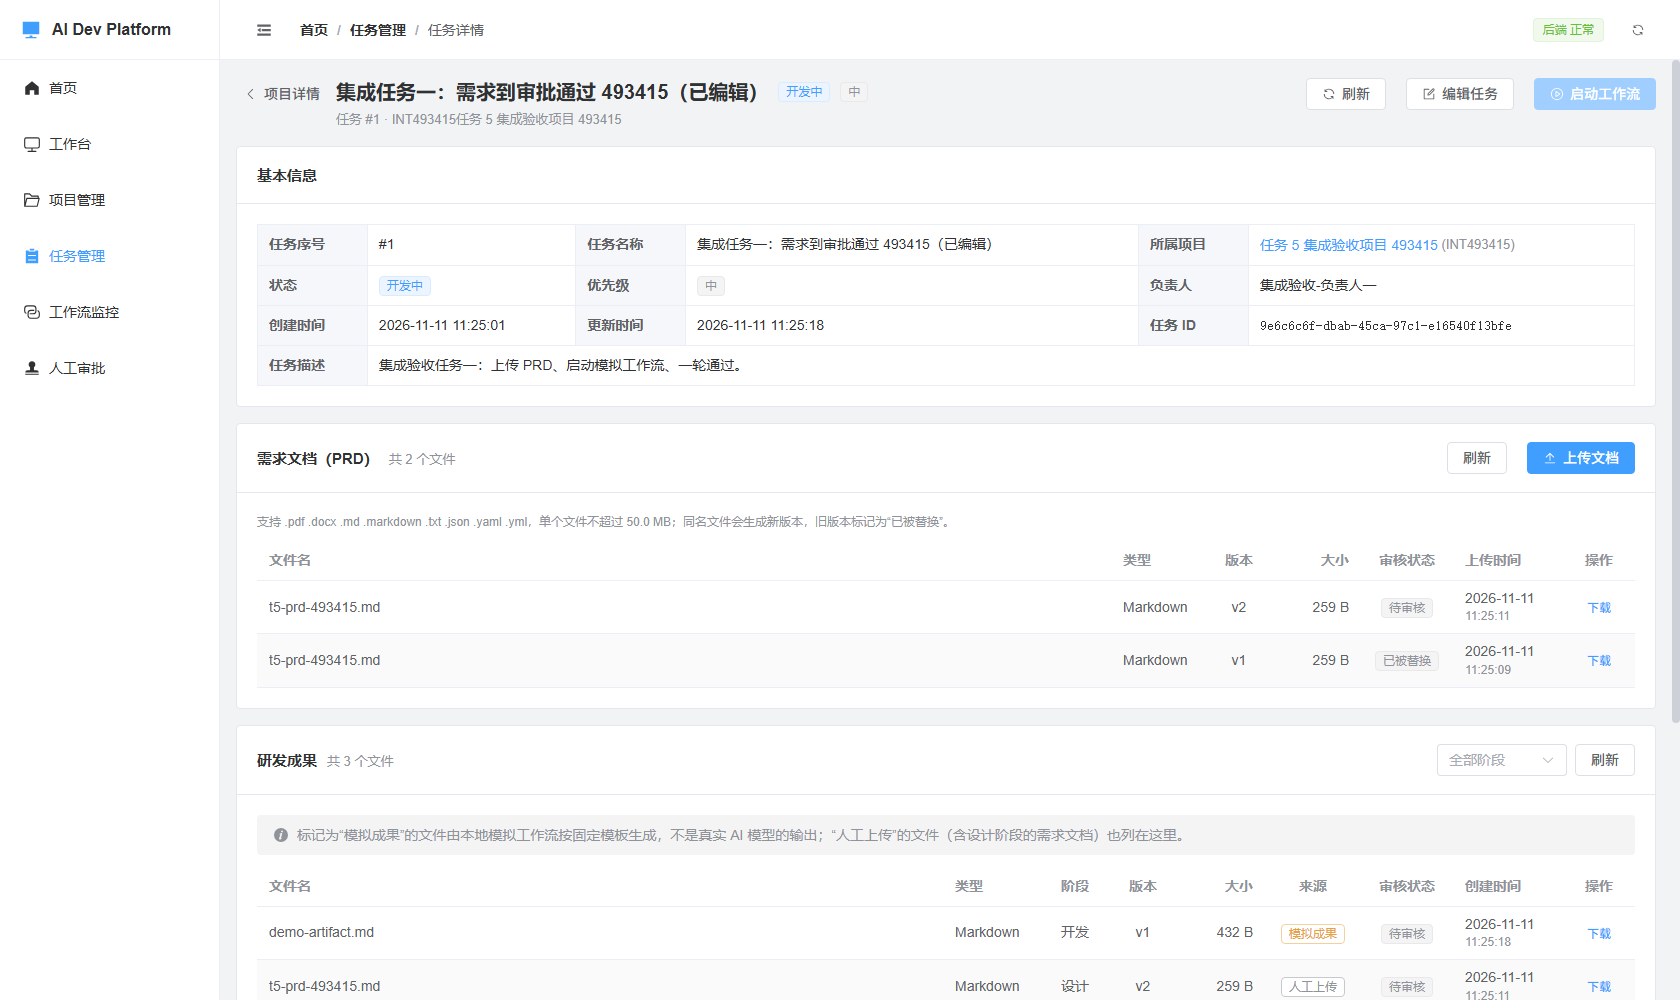 AI Dev Platform
首页 / 任务管理 / 任务详情
后端 正常
首页
工作台
项目管理
任务管理
工作流监控
人工审批
项目详情
集成任务一：需求到审批通过 493415（已编辑）
开发中
中
任务 #1 · INT493415任务 5 集成验收项目 493415
刷新
编辑任务
启动工作流
基本信息
任务序号 #1 任务名称 集成任务一：需求到审批通过 493415（已编辑） 所属项目 任务 5 集成验收项目 493415 (INT493415)
状态 开发中 优先级 中 负责人 集成验收-负责人一
创建时间 2026-11-11 11:25:01 更新时间 2026-11-11 11:25:18 任务 ID 9e6c6c6f-dbab-45ca-97c1-e16540f13bfe
任务描述 集成验收任务一：上传 PRD、启动模拟工作流、一轮通过。
需求文档（PRD） 共 2 个文件
刷新
上传文档
支持 .pdf .docx .md .markdown .txt .json .yaml .yml，单个文件不超过 50.0 MB；同名文件会生成新版本，旧版本标记为“已被替换”。
文件名 类型 版本 大小 审核状态 上传时间 操作
t5-prd-493415.md Markdown v2 259 B 待审核 2026-11-11 11:25:11 下载
t5-prd-493415.md Markdown v1 259 B 已被替换 2026-11-11 11:25:09 下载
研发成果 共 3 个文件
全部阶段
刷新
标记为“模拟成果”的文件由本地模拟工作流按固定模板生成，不是真实 AI 模型的输出；“人工上传”的文件（含设计阶段的需求文档）也列在这里。
文件名 类型 阶段 版本 大小 来源 审核状态 创建时间 操作
demo-artifact.md Markdown 开发 v1 432 B 模拟成果 待审核 2026-11-11 11:25:18 下载
t5-prd-493415.md Markdown 设计 v2 259 B 人工上传 待审核 2026-11-11 11:25:11 下载